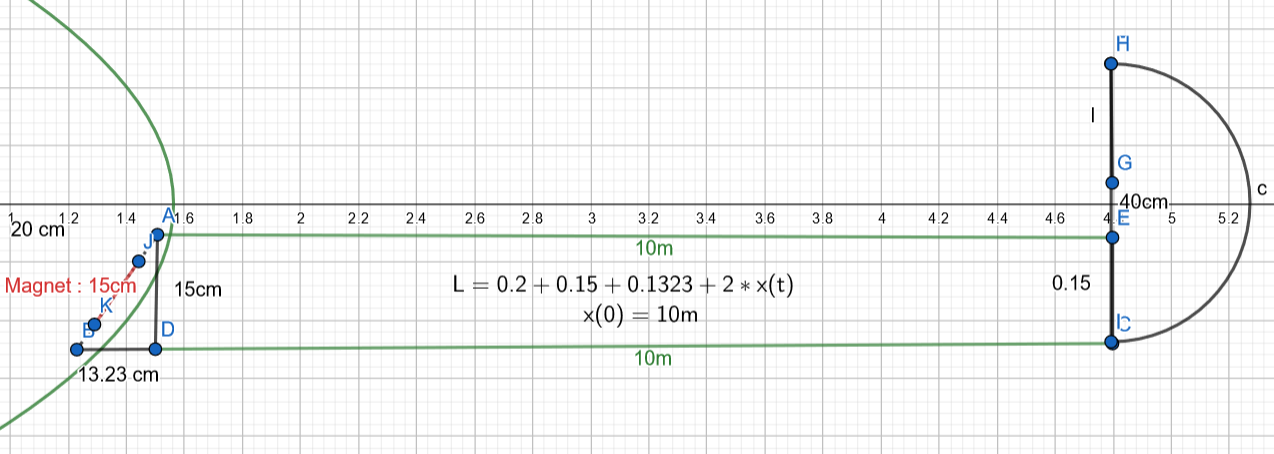 H
I
G
c
1 1.2 1.4 1.6 1.8 2 2.2 2.4 2.6 2.8 3 3.2 3.4 3.6 3.8 4 4.2 4.4 4.6 4.8 5 5.2
40cm
A
E
20 cm
J
10m
Magnet : 15cm
15cm
L = 0.2 + 0.15 + 0.1323 + 2 * x(t)
0.15
K
x(0) = 10m
B
D
C
10m
13.23 cm